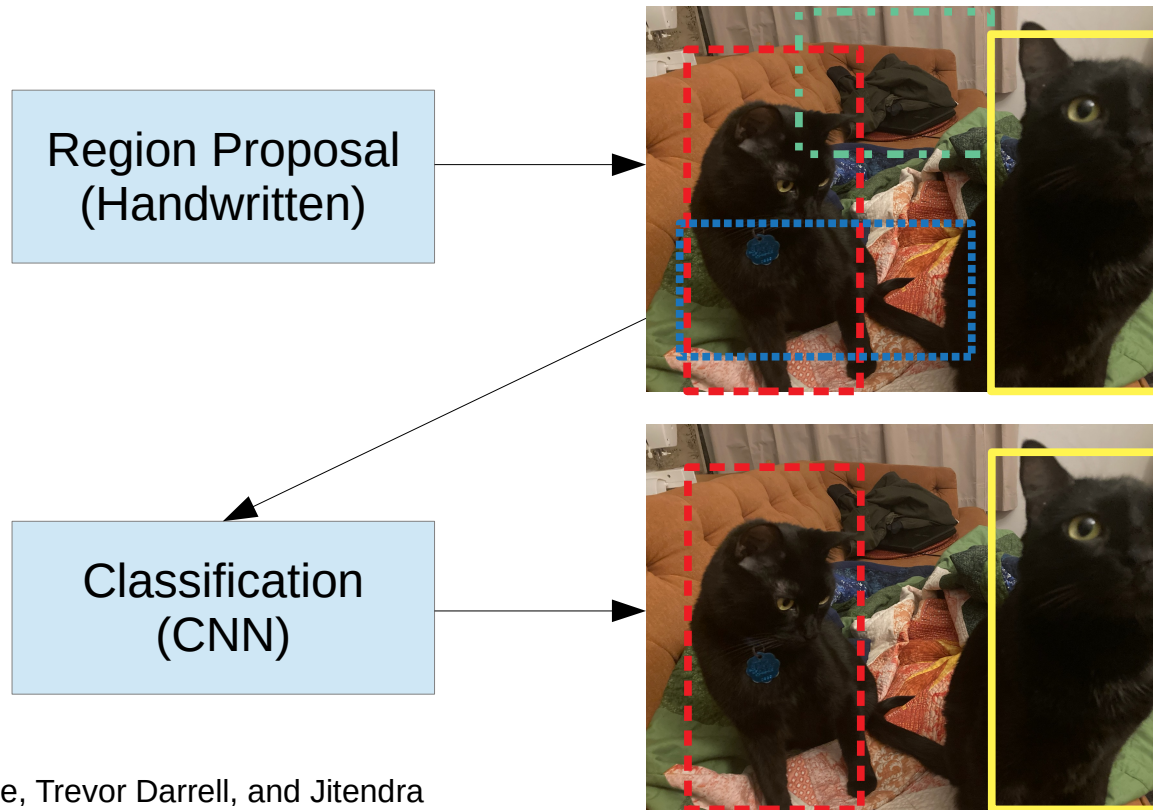 Region Proposal
(Handwritten)
Classification
(CNN)
e, Trevor Darrell, and Jitendra